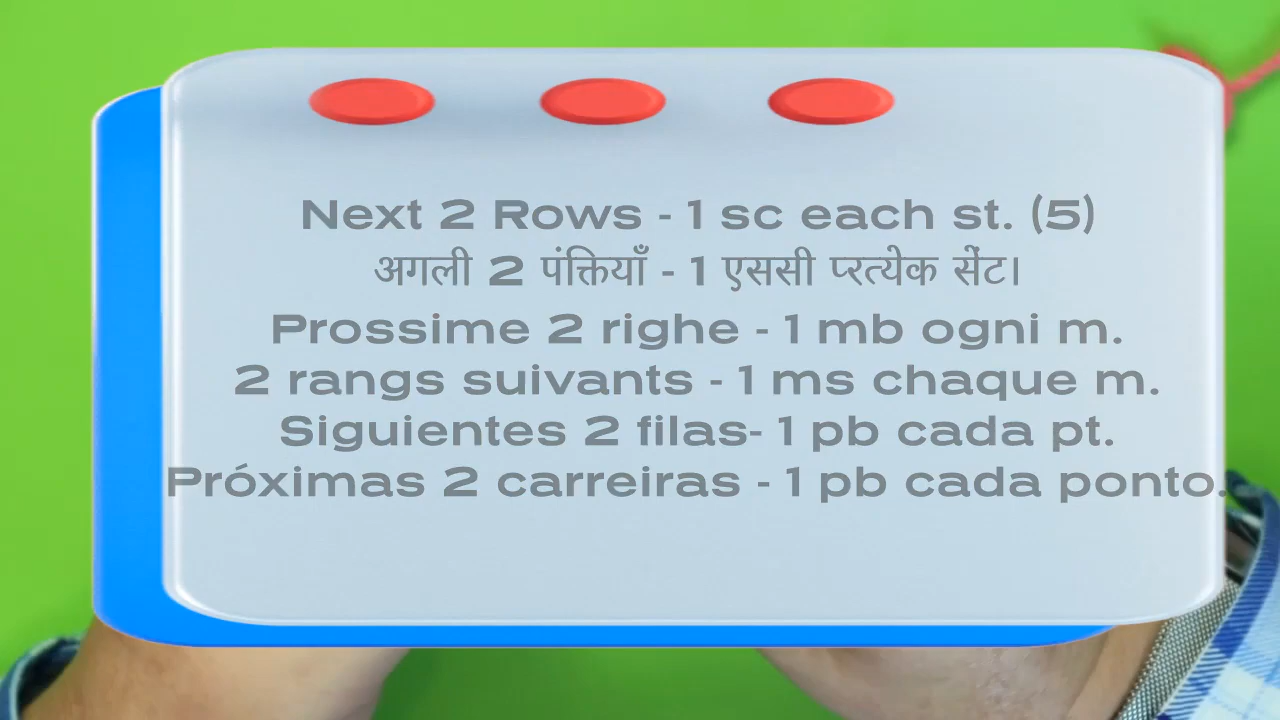 Next 2 Rows - 1 sc each st. (5)
अगली 2 पंक्तियाँ - 1 एससी प्रत्येक सेंट।
Prossime 2 righe - 1 mb ogni m.
2 rangs suivants - 1 ms chaque m.
Siguientes 2 filas- 1 pb cada pt.
Próximas 2 carreiras - 1 pb cada ponto.